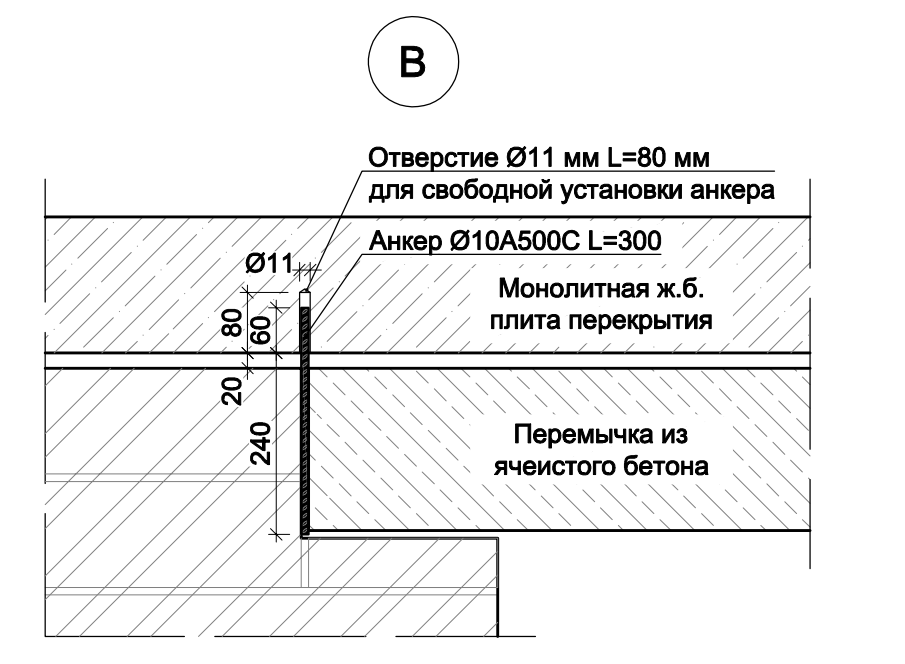 В
Отверстие Ø11 мм L=80 мм
для свободной установки анкера
Анкер Ø10А500С L=300
Ø11
Монолитная ж.б.
плита перекрытия
80
60
20
240
Перемычка из
ячеистого бетона